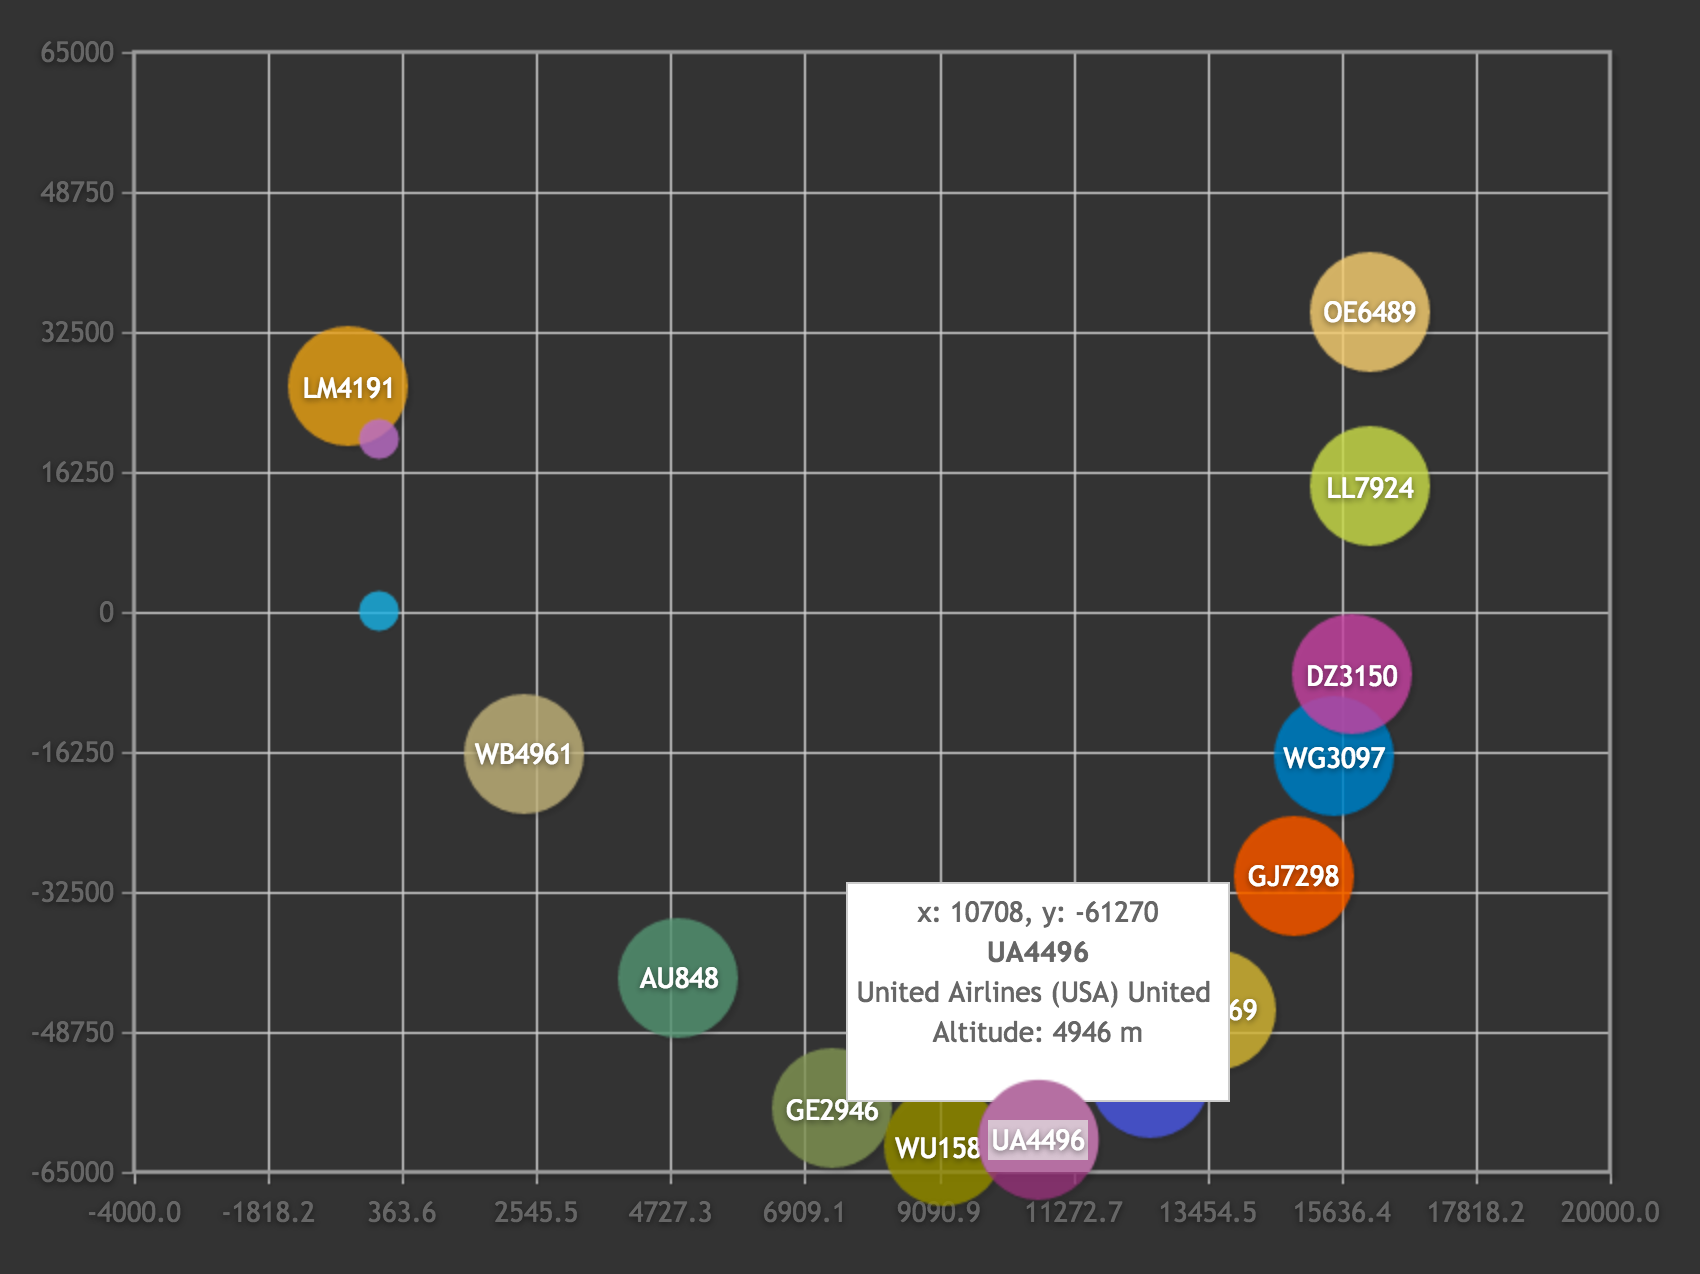 65000
48750
32500
16250
0
-16250
-32500
-48750
-65000
OE6489
LM4191
LL7924
DZ3150
WB4961
WG3097
GJ7298
x: 10708, y: -61270
UA4496
United Airlines (USA) United
Altitude: 4946 m
AU848
69
GE2946
WU158
UA4496
-4000.0 -1818.2 363.6 2545.5 4727.3 6909.1 9090.9 11272.7 13454.5 15636.4 17818.2 20000.0